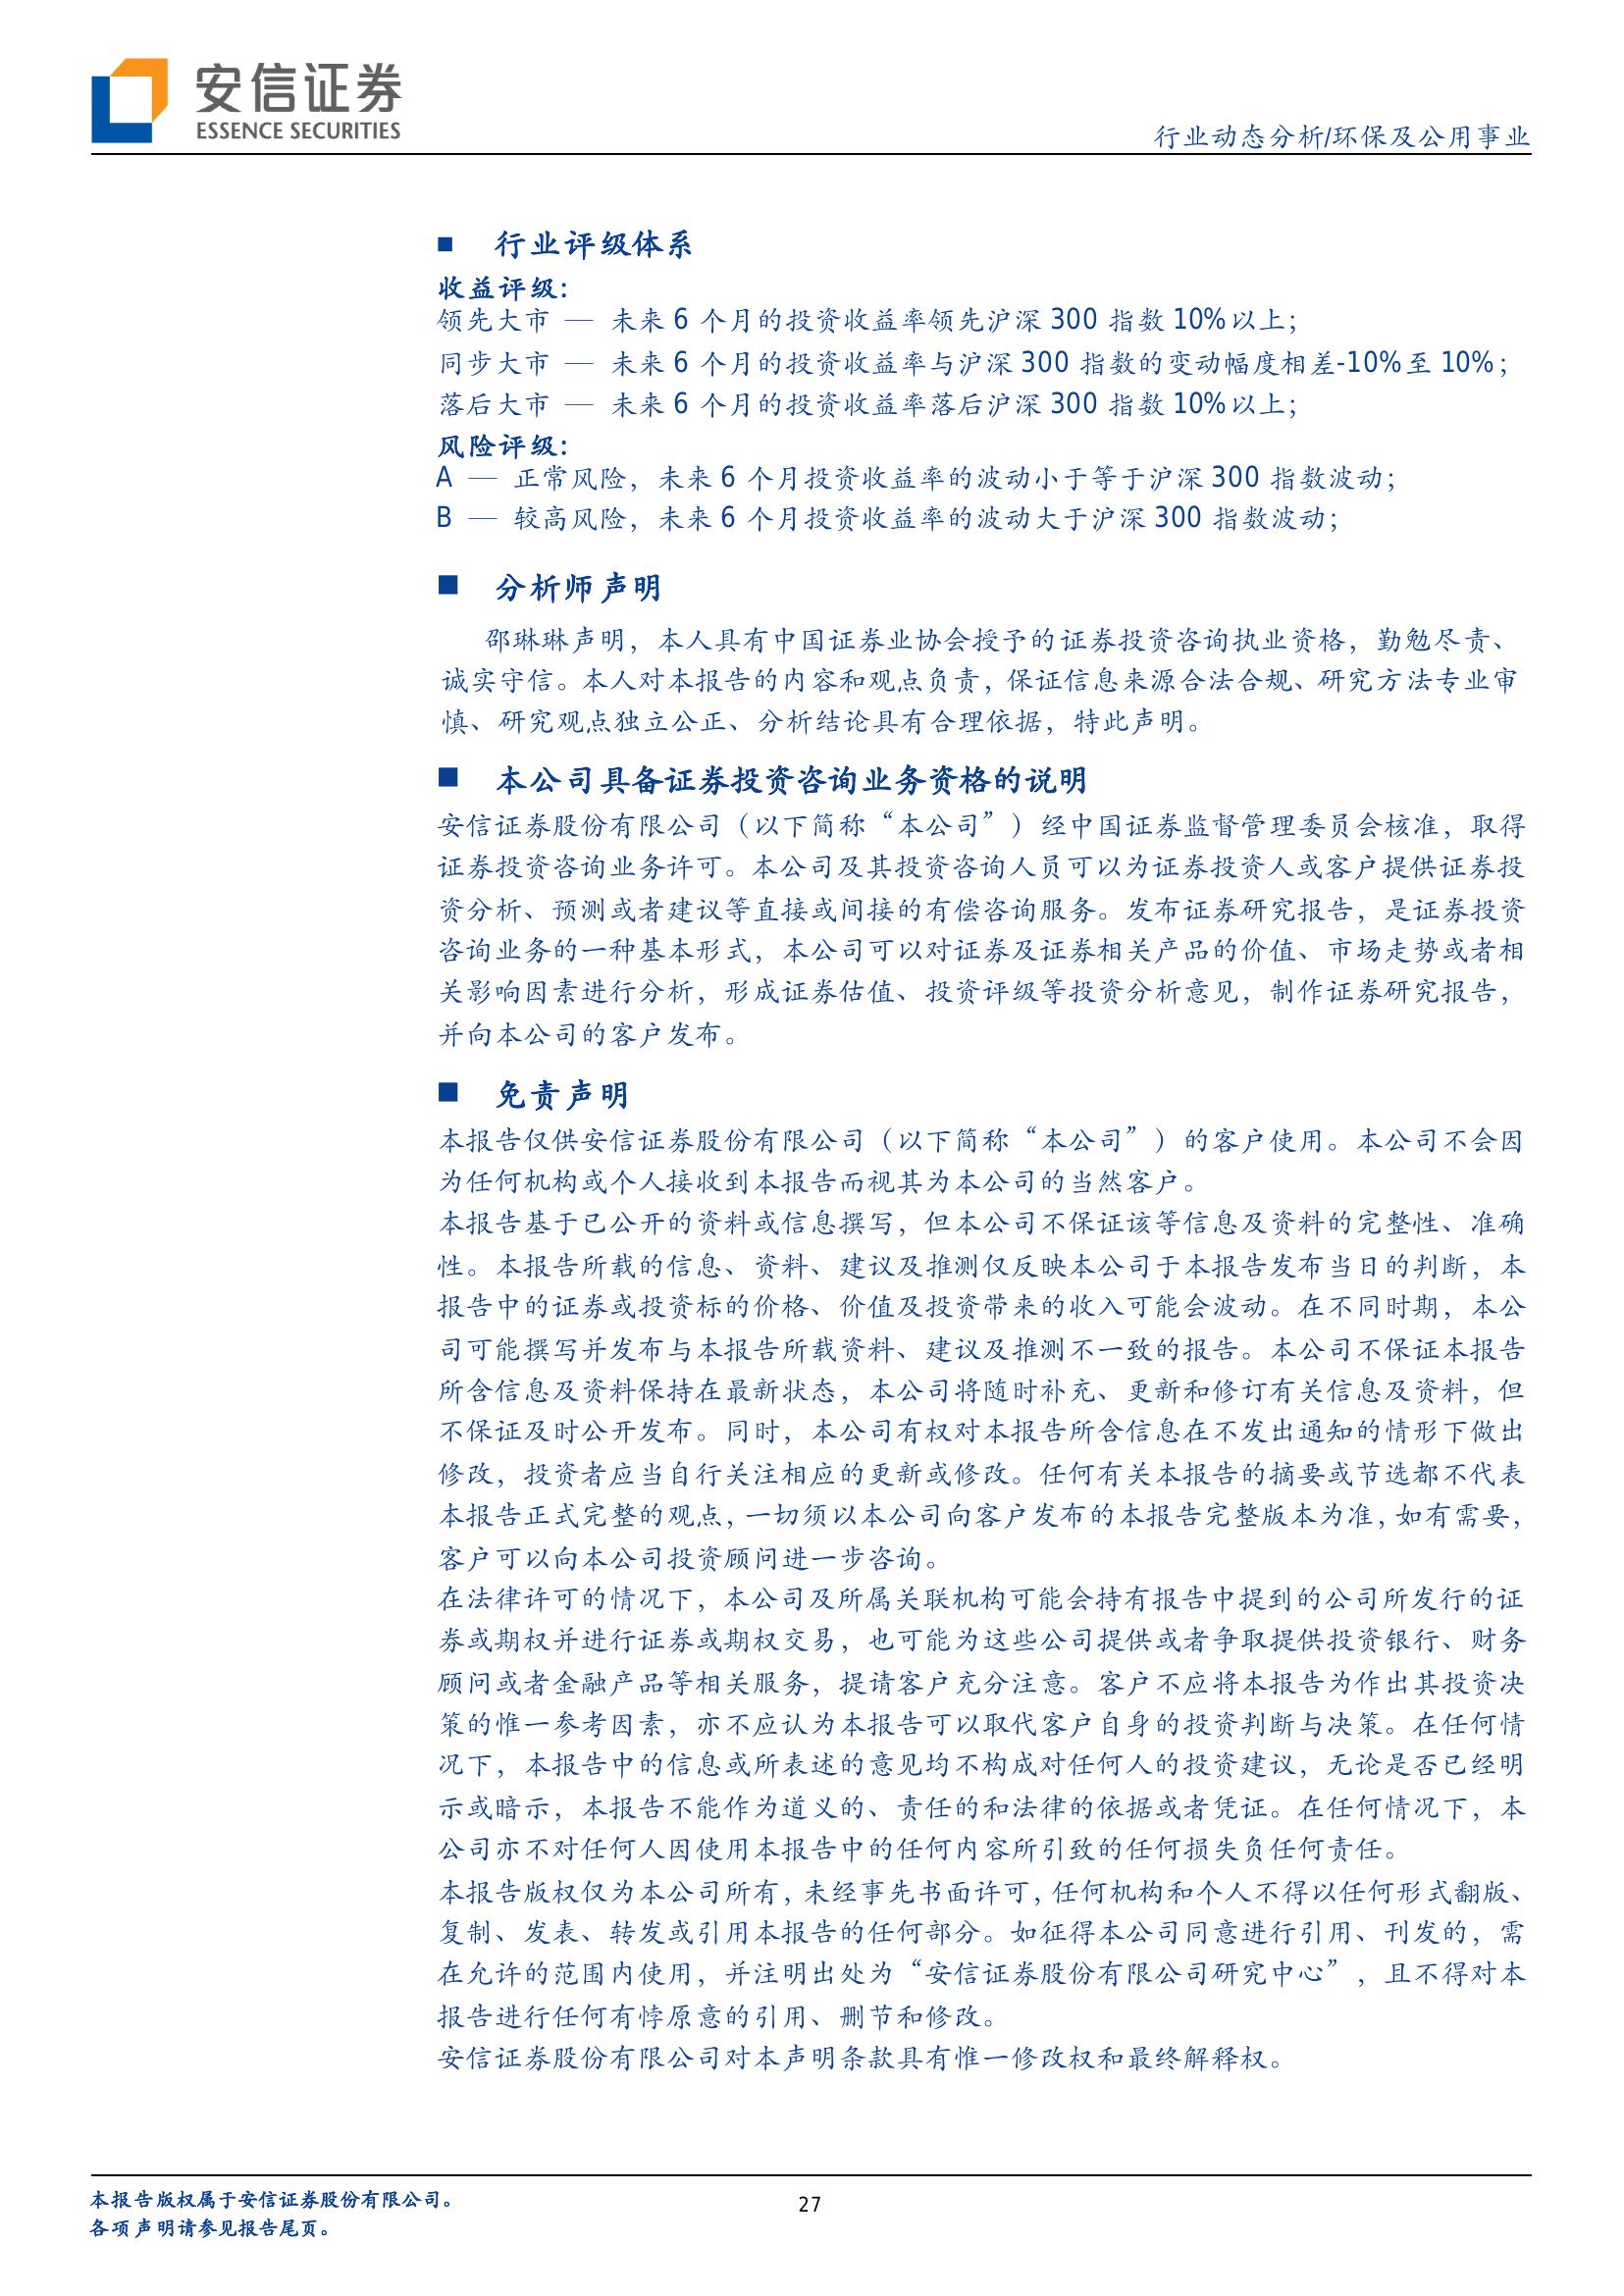 安信证券
ESSENCE SECURITIES
行业动态分析/环保及公用事业
■ 行业评级体系
收益评级：
领先大市 — 未来 6 个月的投资收益率领先沪深 300 指数 10%以上；
同步大市 — 未来 6 个月的投资收益率与沪深 300 指数的变动幅度相差-10%至 10%；
落后大市 — 未来 6 个月的投资收益率落后沪深 300 指数 10%以上；
风险评级：
A — 正常风险，未来 6 个月投资收益率的波动小于等于沪深 300 指数波动；
B — 较高风险，未来 6 个月投资收益率的波动大于沪深 300 指数波动；
■ 分析师声明
邵琳琳声明，本人具有中国证券业协会授予的证券投资咨询执业资格，勤勉尽责、
诚实守信。本人对本报告的内容和观点负责，保证信息来源合法合规、研究方法专业审
慎、研究观点独立公正、分析结论具有合理依据，特此声明。
■ 本公司具备证券投资咨询业务资格的说明
安信证券股份有限公司（以下简称“本公司”）经中国证券监督管理委员会核准，取得
证券投资咨询业务许可。本公司及其投资咨询人员可以为证券投资人或客户提供证券投
资分析、预测或者建议等直接或间接的有偿咨询服务。发布证券研究报告，是证券投资
咨询业务的一种基本形式，本公司可以对证券及证券相关产品的价值、市场走势或者相
关影响因素进行分析，形成证券估值、投资评级等投资分析意见，制作证券研究报告，
并向本公司的客户发布。
■ 免责声明
本报告仅供安信证券股份有限公司（以下简称“本公司”）的客户使用。本公司不会因
为任何机构或个人接收到本报告而视其为本公司的当然客户。
本报告基于已公开的资料或信息撰写，但本公司不保证该等信息及资料的完整性、准确
性。本报告所载的信息、资料、建议及推测仅反映本公司于本报告发布当日的判断，本
报告中的证券或投资标的价格、价值及投资带来的收入可能会波动。在不同时期，本公
司可能撰写并发布与本报告所载资料、建议及推测不一致的报告。本公司不保证本报告
所含信息及资料保持在最新状态，本公司将随时补充、更新和修订有关信息及资料，但
不保证及时公开发布。同时，本公司有权对本报告所含信息在不发出通知的情形下做出
修改，投资者应当自行关注相应的更新或修改。任何有关本报告的摘要或节选都不代表
本报告正式完整的观点，一切须以本公司向客户发布的本报告完整版本为准，如有需要，
客户可以向本公司投资顾问进一步咨询。
在法律许可的情况下，本公司及所属关联机构可能会持有报告中提到的公司所发行的证
券或期权并进行证券或期权交易，也可能为这些公司提供或者争取提供投资银行、财务
顾问或者金融产品等相关服务，提请客户充分注意。客户不应将本报告为作出其投资决
策的惟一参考因素，亦不应认为本报告可以取代客户自身的投资判断与决策。在任何情
况下，本报告中的信息或所表述的意见均不构成对任何人的投资建议，无论是否已经明
示或暗示，本报告不能作为道义的、责任的和法律的依据或者凭证。在任何情况下，本
公司亦不对任何人因使用本报告中的任何内容所引致的任何损失负任何责任。
本报告版权仅为本公司所有，未经事先书面许可，任何机构和个人不得以任何形式翻版、
复制、发表、转发或引用本报告的任何部分。如征得本公司同意进行引用、刊发的，需
在允许的范围内使用，并注明出处为“安信证券股份有限公司研究中心”，且不得对本
报告进行任何有悖原意的引用、删节和修改。
安信证券股份有限公司对本声明条款具有惟一修改权和最终解释权。
本报告版权属于安信证券股份有限公司。
各项声明请参见报告尾页。
27